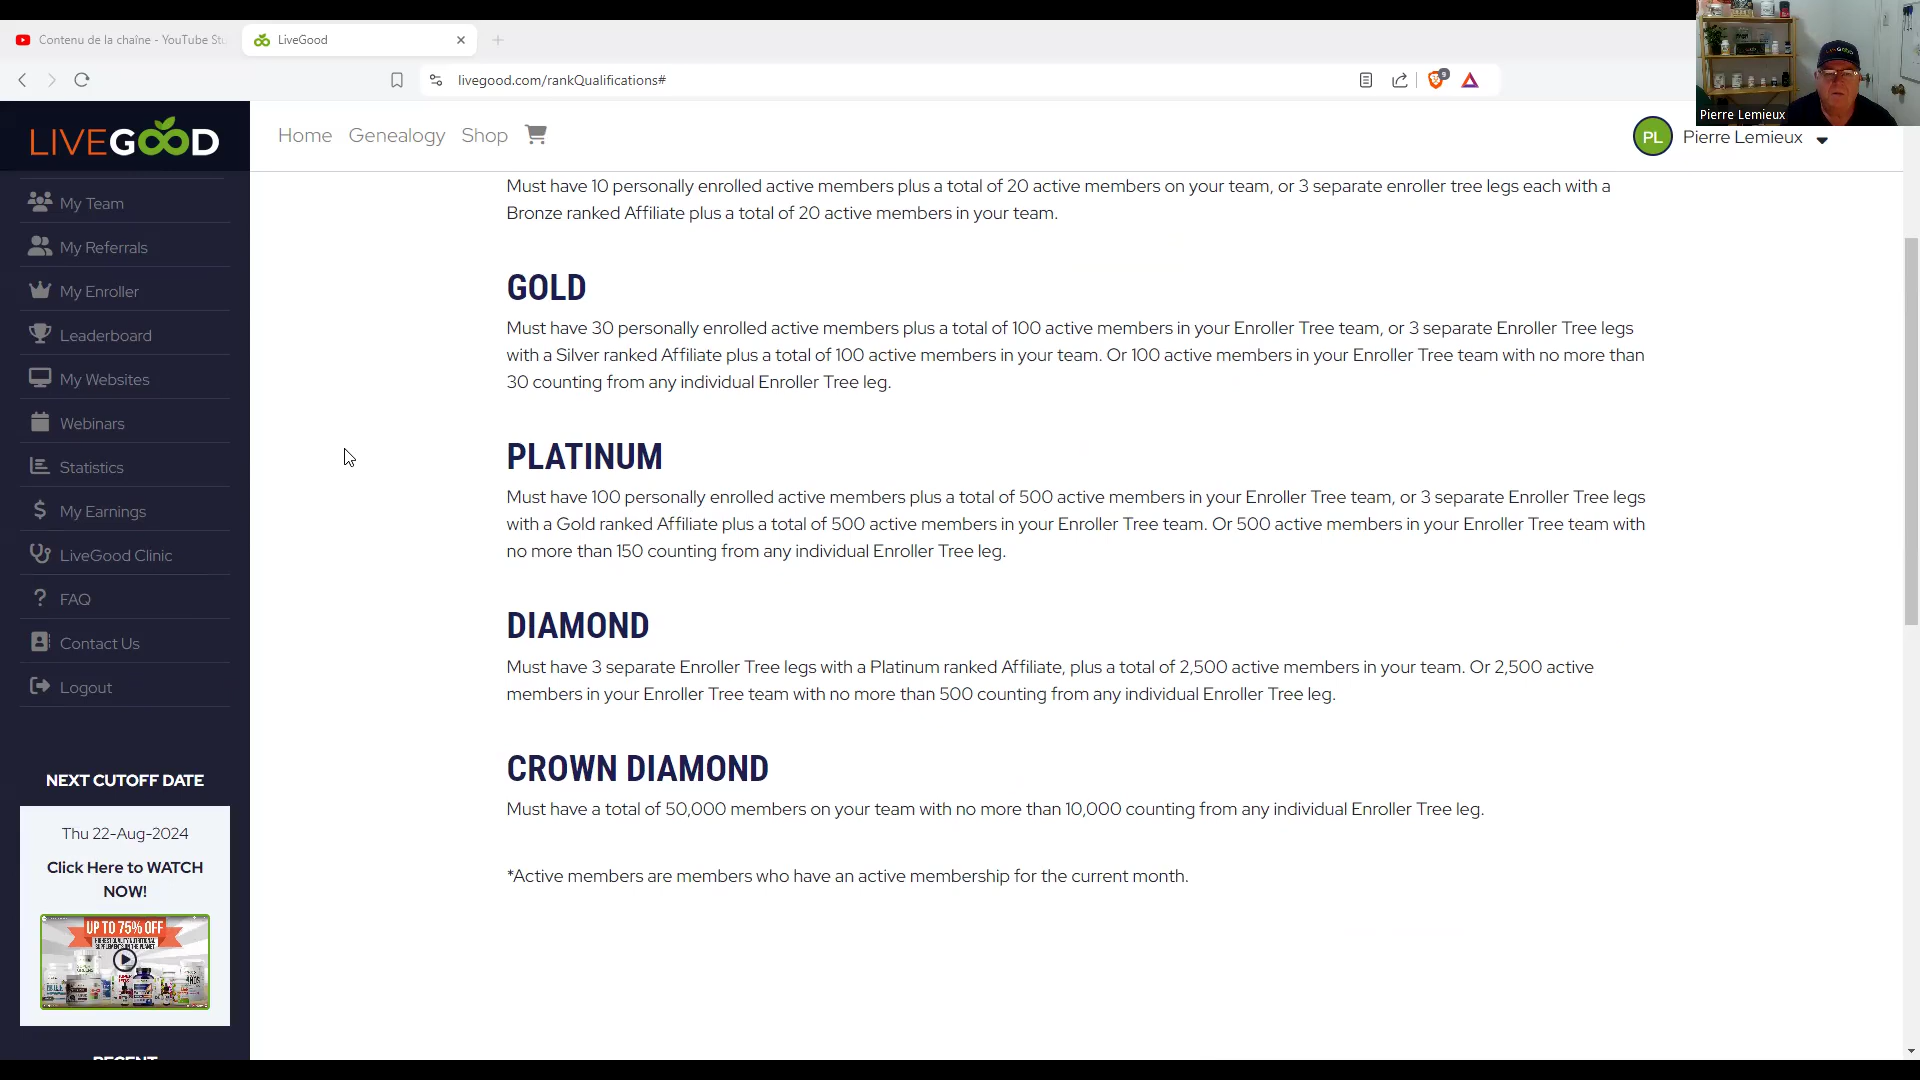 Contenu de la chaîne - YouTube Stu
LiveGood
livegood.com/rankQualifications#
9
Pierre Lemieux
LIVEGOOD
Home Genealogy Shop
PL Pierre Lemieux
My Team
My Referrals
My Enroller
Leaderboard
My Websites
Webinars
Statistics
My Earnings
LiveGood Clinic
FAQ
Contact Us
Logout
NEXT CUTOFF DATE
Thu 22-Aug-2024
Click Here to WATCH
NOW!
UP TO 75% OFF
HIGHEST QUALITY NUTRITIONAL
SUPPLEMENTS ON THE PLANET
RECENT
Must have 10 personally enrolled active members plus a total of 20 active members on your team, or 3 separate enroller tree legs each with a
Bronze ranked Affiliate plus a total of 20 active members in your team.
GOLD
Must have 30 personally enrolled active members plus a total of 100 active members in your Enroller Tree team, or 3 separate Enroller Tree legs
with a Silver ranked Affiliate plus a total of 100 active members in your team. Or 100 active members in your Enroller Tree team with no more than
30 counting from any individual Enroller Tree leg.
PLATINUM
Must have 100 personally enrolled active members plus a total of 500 active members in your Enroller Tree team, or 3 separate Enroller Tree legs
with a Gold ranked Affiliate plus a total of 500 active members in your Enroller Tree team. Or 500 active members in your Enroller Tree team with
no more than 150 counting from any individual Enroller Tree leg.
DIAMOND
Must have 3 separate Enroller Tree legs with a Platinum ranked Affiliate, plus a total of 2,500 active members in your team. Or 2,500 active
members in your Enroller Tree team with no more than 500 counting from any individual Enroller Tree leg.
CROWN DIAMOND
Must have a total of 50,000 members on your team with no more than 10,000 counting from any individual Enroller Tree leg.
*Active members are members who have an active membership for the current month.